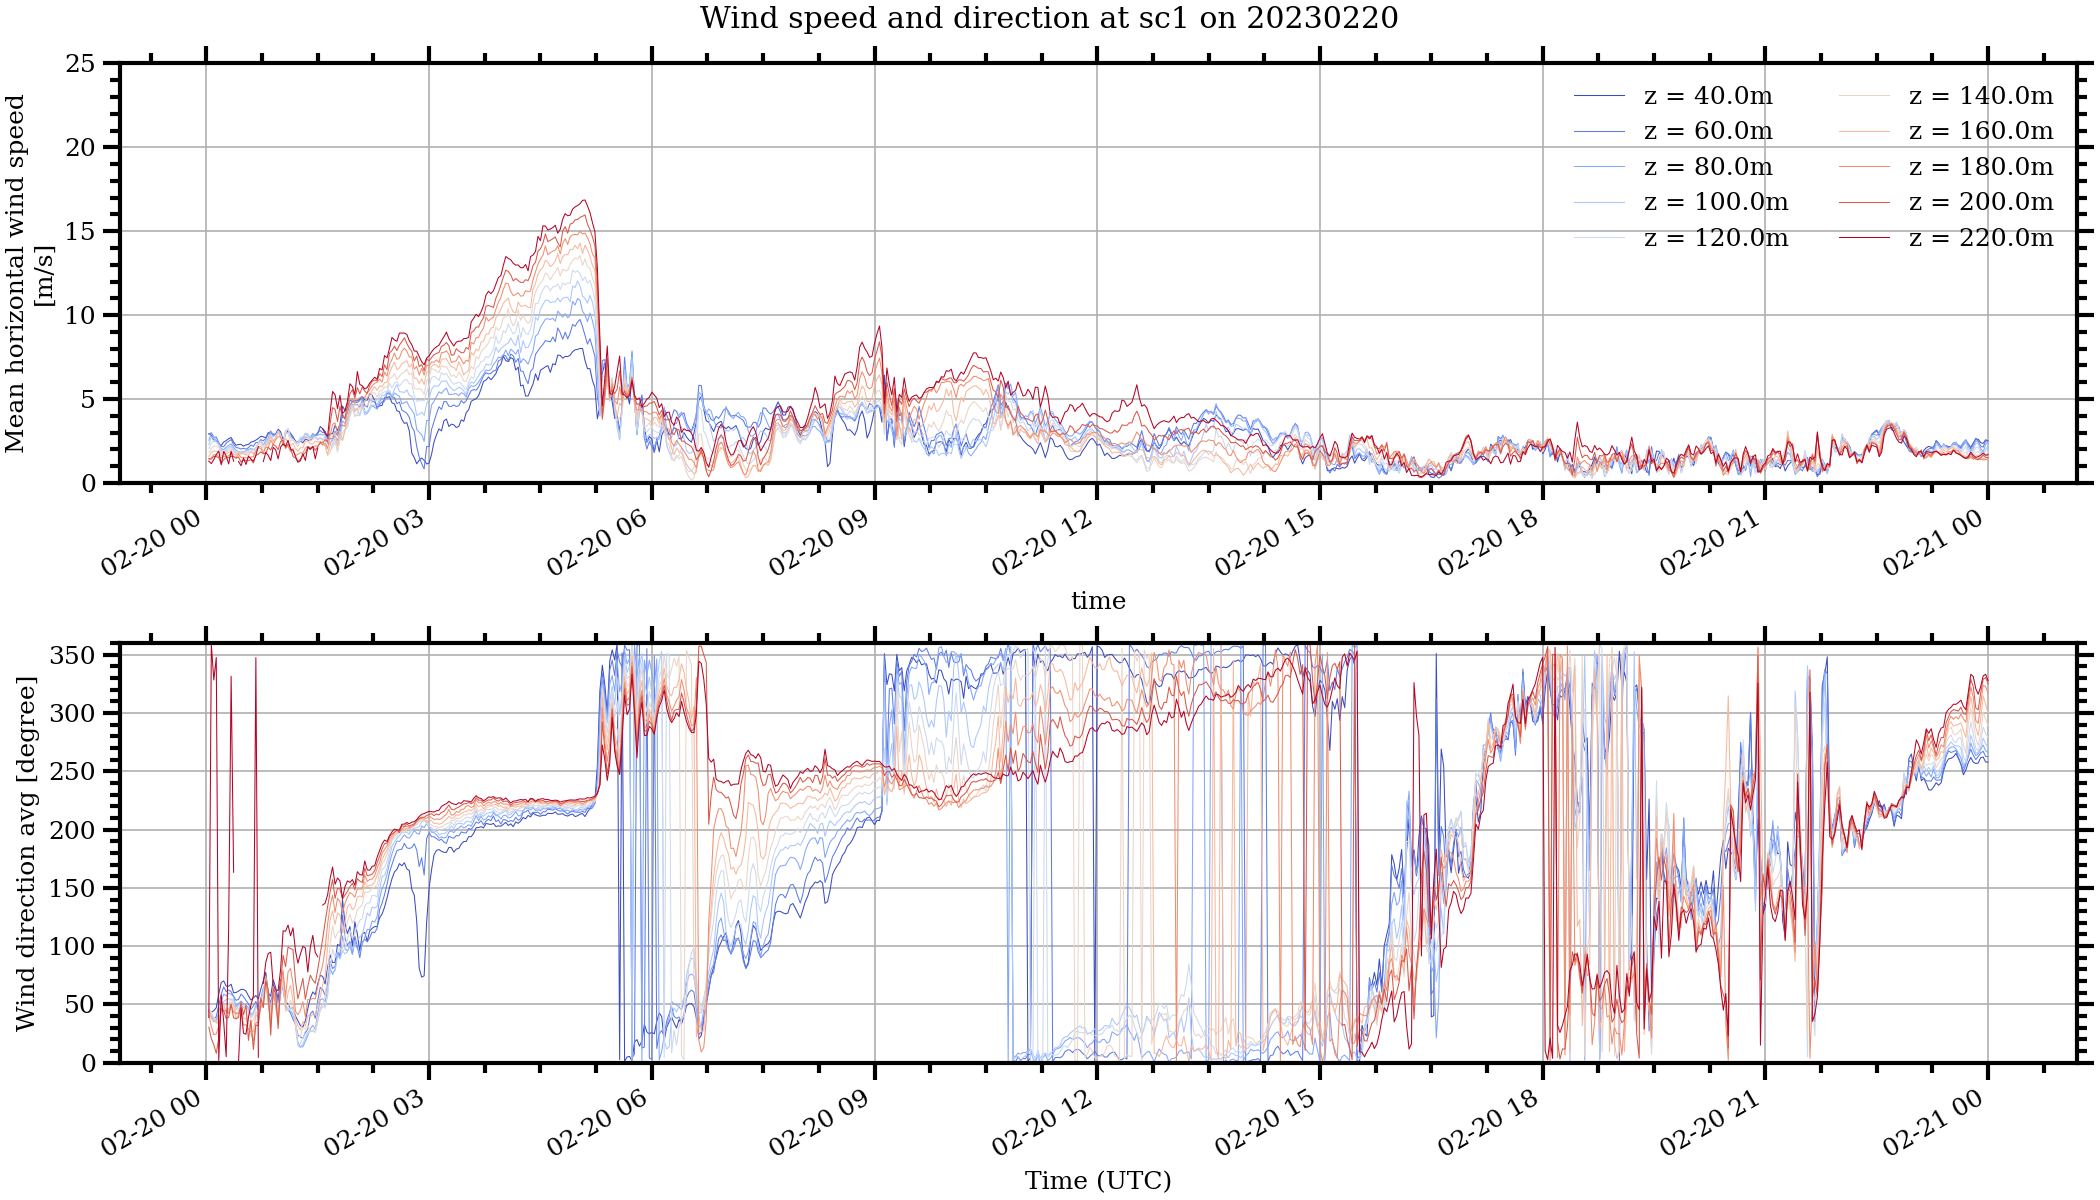 Wind speed and direction at sc1 on 20230220
Mean horizontal wind speed
[m/s]
25
20
15
10
5
0
z = 40.0m
z = 60.0m
z = 80.0m
z = 100.0m
z = 120.0m
z = 140.0m
z = 160.0m
z = 180.0m
z = 200.0m
z = 220.0m
02-20 00
02-20 03
02-20 06
02-20 09
02-20 12
02-20 15
02-20 18
02-20 21
02-21 00
time
Wind direction avg [degree]
350
300
250
200
150
100
50
0
02-20 00
02-20 03
02-20 06
02-20 09
02-20 12
02-20 15
02-20 18
02-20 21
02-21 00
Time (UTC)